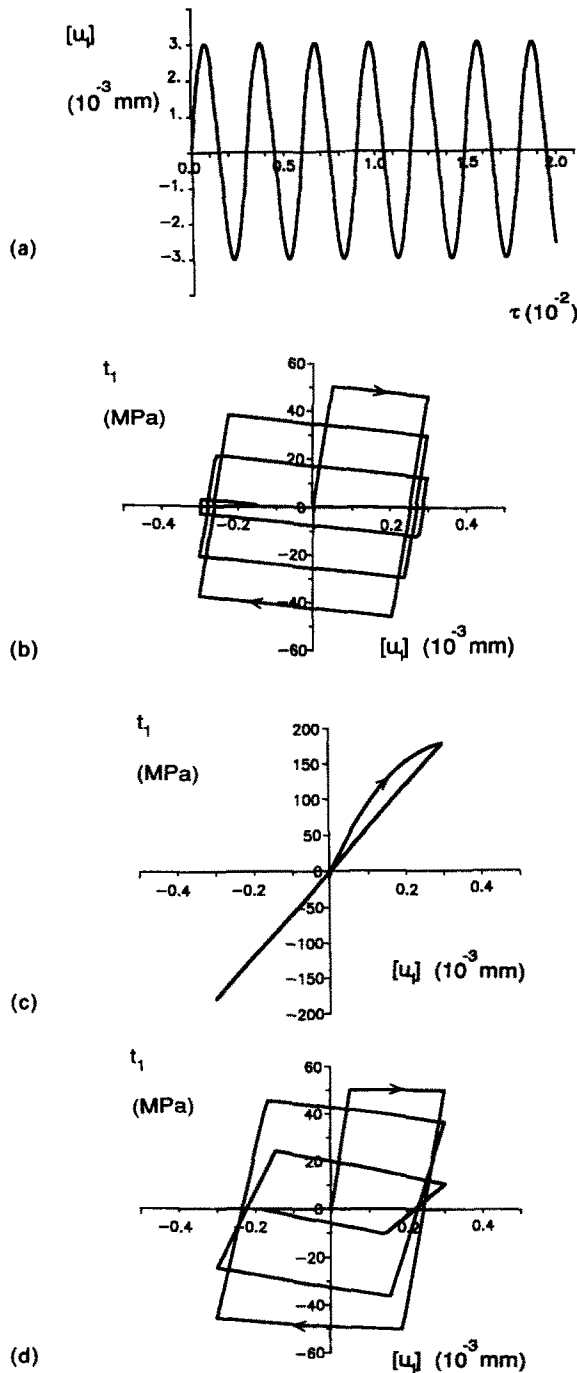 [u₁]
(10⁻³ mm)
3.
2.
1.
-1.
-2.
-3.
0.0 0.5 1.0 1.5 2.0
τ (10⁻²)
(a)
t₁
(MPa)
60
40
20
0
-20
-40
-60
-0.4 -0.2 0.2 0.4
[u₁] (10⁻³ mm)
(b)
t₁
(MPa)
200
150
100
50
0
-50
-100
-150
-200
-0.4 -0.2 0.2 0.4
[u₁] (10⁻³ mm)
(c)
t₁
(MPa)
60
40
20
0
-20
-40
-60
-0.4 -0.2 0.2 0.4
[u₁] (10⁻³ mm)
(d)